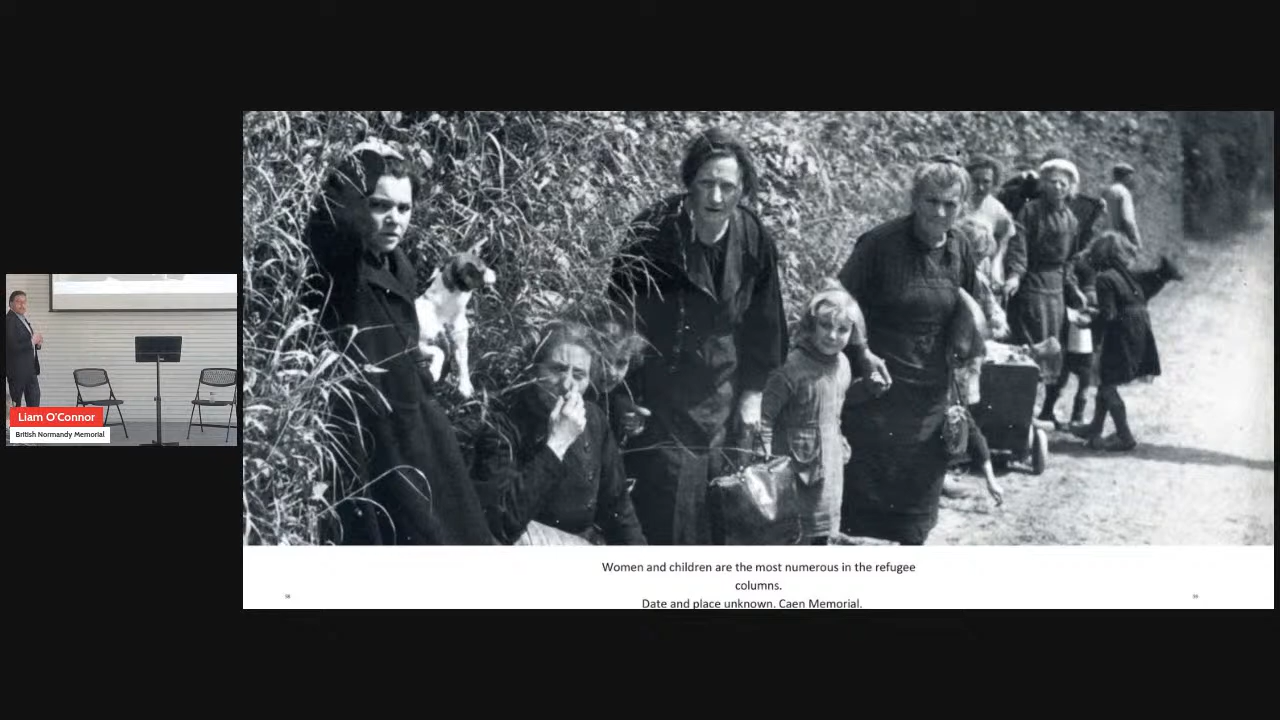 Liam O'Connor
British Normandy Memorial
Women and children are the most numerous in the refugee
columns.
Date and place unknown. Caen Memorial.